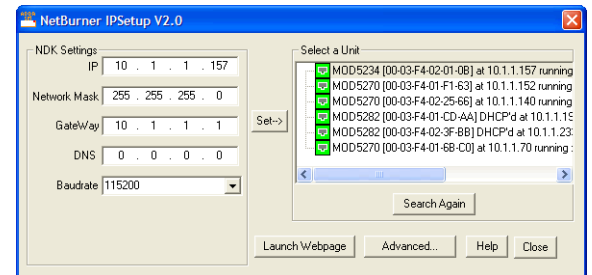 NetBurner IPSetup V2.0
NDK Settings
IP 10 . 1 . 1 . 157
Network Mask 255 . 255 . 255 . 0
GateWay 10 . 1 . 1 . 1
DNS 0 . 0 . 0 . 0
Baudrate 115200
Set-->
Select a Unit
MOD5234 [00-03-F4-02-01-0B] at 10.1.1.157 running
MOD5270 [00-03-F4-01-F1-63] at 10.1.1.152 running
MOD5270 [00-03-F4-02-25-66] at 10.1.1.140 running
MOD5282 [00-03-F4-01-CD-AA] DHCP'd at 10.1.1.19
MOD5282 [00-03-F4-02-3F-BB] DHCP'd at 10.1.1.23
MOD5270 [00-03-F4-01-6B-C0] at 10.1.1.70 running :
Search Again
Launch Webpage Advanced... Help Close